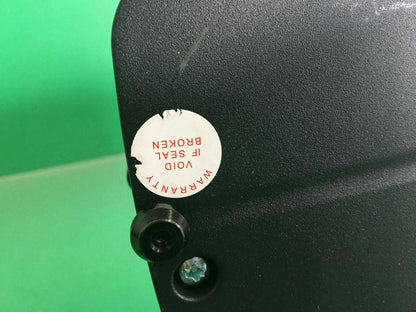 WARRANTY
VOID
IF SEAL
BROKEN